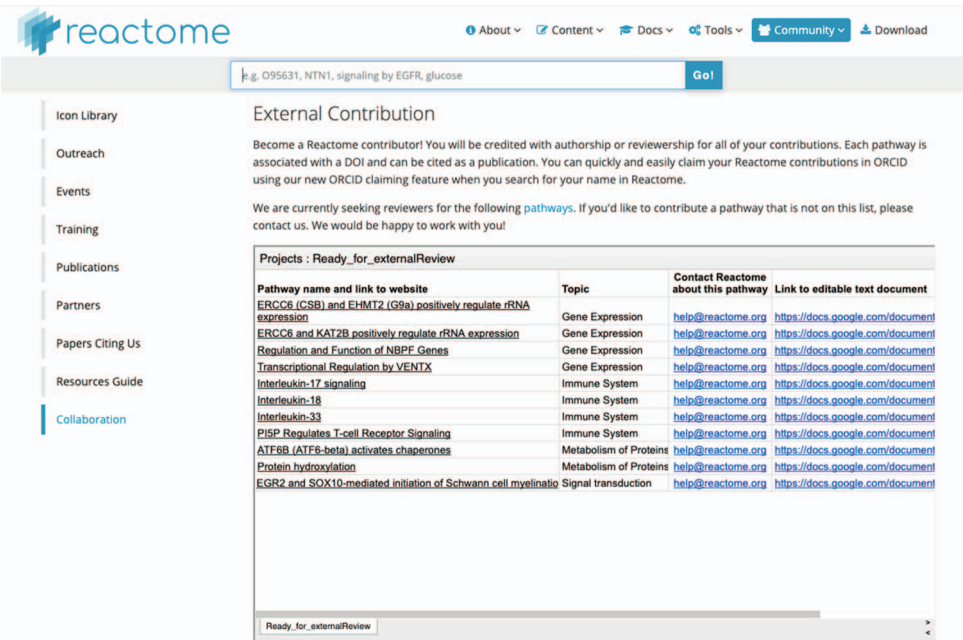 reactome
About Content Docs Tools Community Download
e.g. O95631, NTN1, signaling by EGFR, glucose Go!
Icon Library
Outreach
Events
Training
Publications
Partners
Papers Citing Us
Resources Guide
Collaboration
External Contribution
Become a Reactome contributor! You will be credited with authorship or reviewership for all of your contributions. Each pathway is
associated with a DOI and can be cited as a publication. You can quickly and easily claim your Reactome contributions in ORCID
using our new ORCID claiming feature when you search for your name in Reactome.
We are currently seeking reviewers for the following pathways. If you'd like to contribute a pathway that is not on this list, please
contact us. We would be happy to work with you!
Projects : Ready_for_externalReview
Contact Reactome
Pathway name and link to website Topic about this pathway Link to editable text document
ERCC6 (CSB) and EHMT2 (G9a) positively regulate rRNA
expression Gene Expression help@reactome.org https://docs.google.com/document
ERCC6 and KAT2B positively regulate rRNA expression Gene Expression help@reactome.org https://docs.google.com/document
Regulation and Function of NBPF Genes Gene Expression help@reactome.org https://docs.google.com/document
Transcriptional Regulation by VENTX Gene Expression help@reactome.org https://docs.google.com/document
Interleukin-17 signaling Immune System help@reactome.org https://docs.google.com/document
Interleukin-18 Immune System help@reactome.org https://docs.google.com/document
Interleukin-33 Immune System help@reactome.org https://docs.google.com/document
PI5P Regulates T-cell Receptor Signaling Immune System help@reactome.org https://docs.google.com/document
ATF6B (ATF6-beta) activates chaperones Metabolism of Proteins help@reactome.org https://docs.google.com/document
Protein hydroxylation Metabolism of Proteins help@reactome.org https://docs.google.com/document
EGR2 and SOX10-mediated initiation of Schwann cell myelinatio Signal transduction help@reactome.org https://docs.google.com/document
Ready_for_externalReview